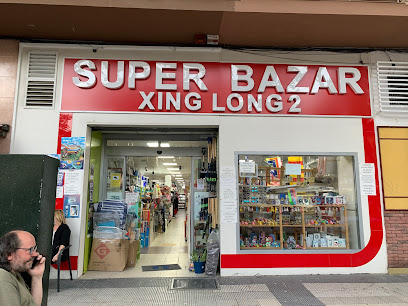 SUPER BAZAR
XING LONG 2